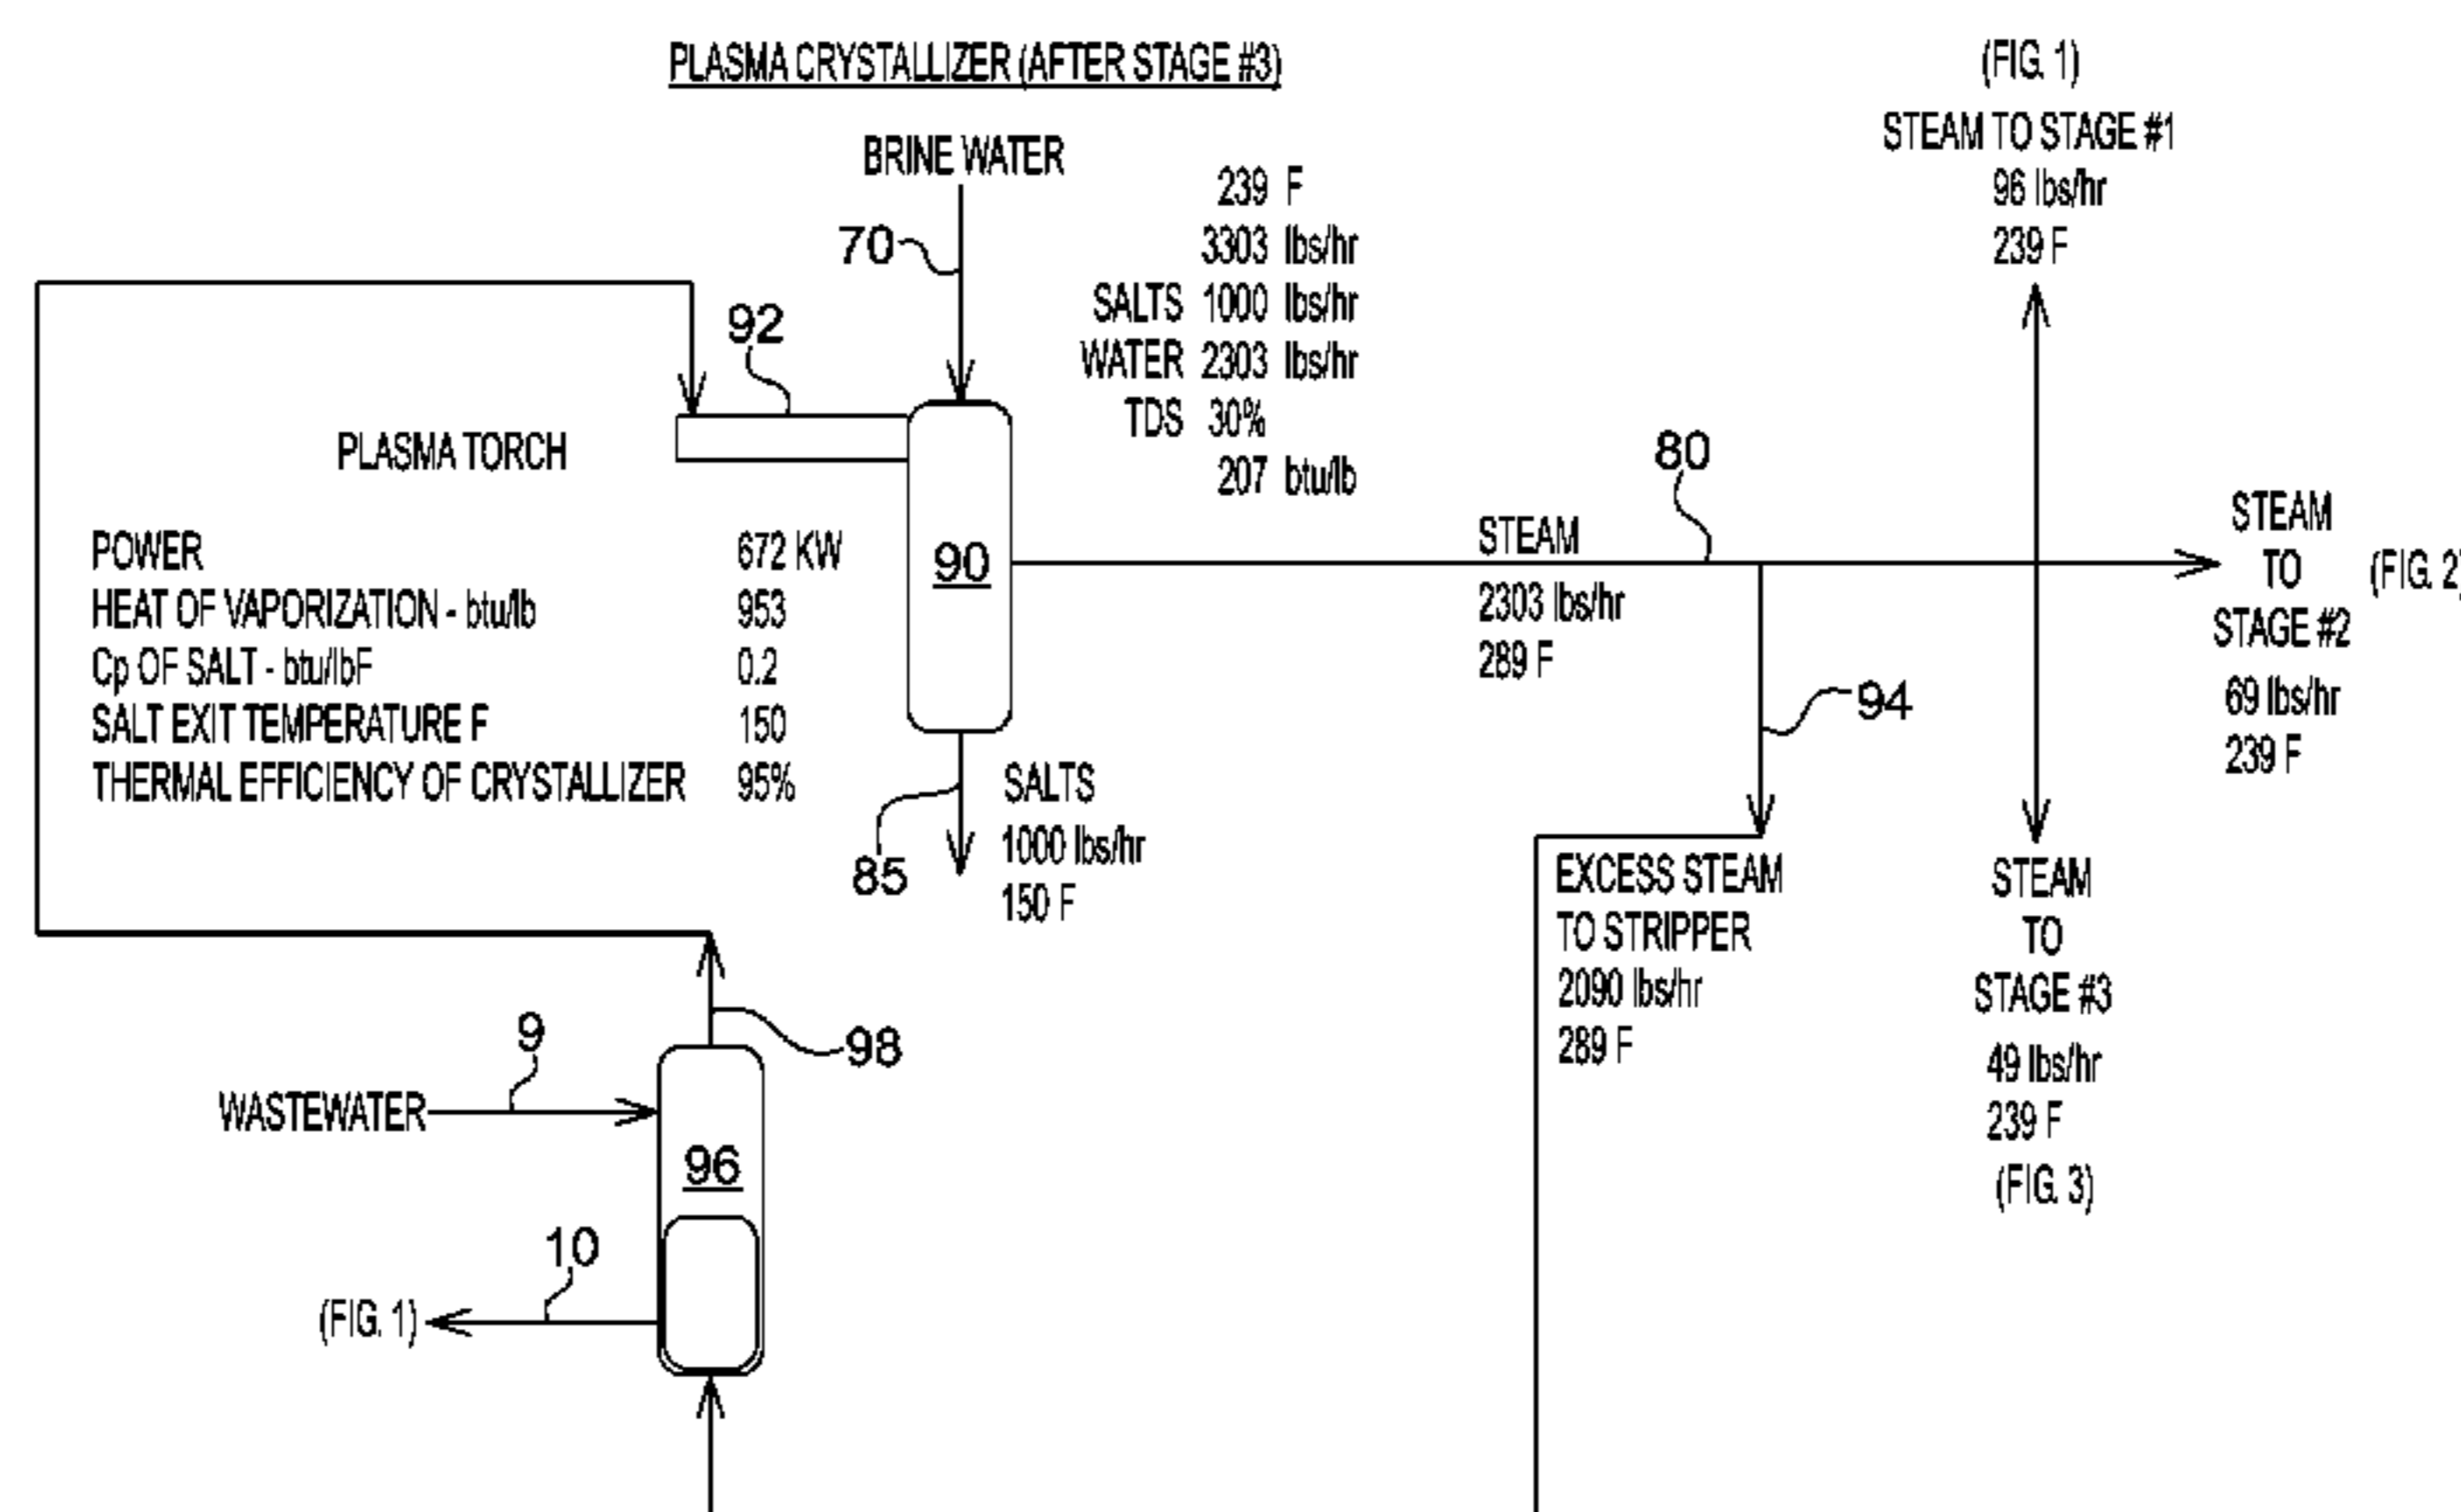 PLASMA CRYSTALLIZER (AFTER STAGE #3)
(FIG. 1)
STEAM TO STAGE #1
96 lbs/hr
239 F
BRINE WATER
70
239 F
3303 lbs/hr
SALTS 1000 lbs/hr
WATER 2303 lbs/hr
TDS 30%
207 btu/lb
92
PLASMA TORCH
POWER 672 KW
HEAT OF VAPORIZATION - btu/lb 953
Cp OF SALT - btu/lbF 0.2
SALT EXIT TEMPERATURE F 150
THERMAL EFFICIENCY OF CRYSTALLIZER 95%
90
80
STEAM
2303 lbs/hr
289 F
STEAM
TO (FIG. 2)
STAGE #2
69 lbs/hr
239 F
94
85
SALTS
1000 lbs/hr
150 F
EXCESS STEAM
TO STRIPPER
2090 lbs/hr
289 F
STEAM
TO
STAGE #3
49 lbs/hr
239 F
(FIG. 3)
98
9
WASTEWATER
96
10
(FIG. 1)